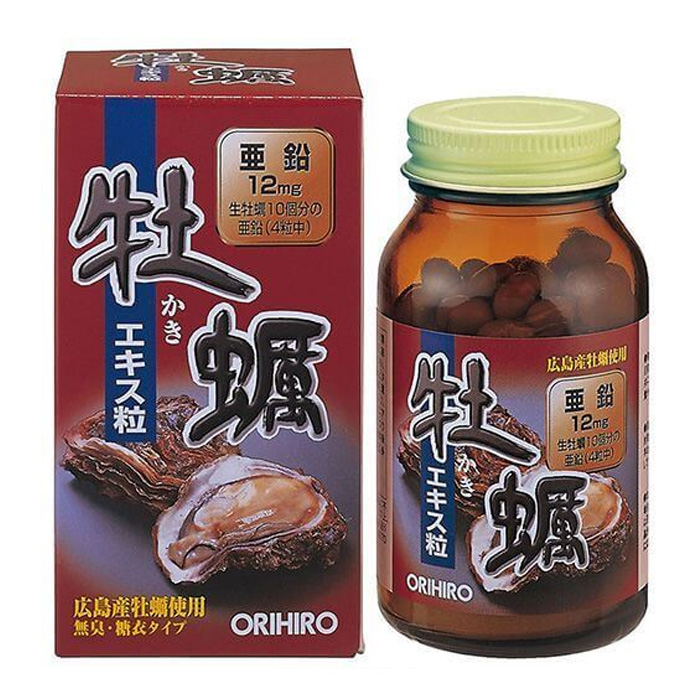 牡蠣
かき
エキス粒
亜鉛
12mg
生牡蠣10個分の
亜鉛(4粒中)
広島産牡蠣使用
無臭・糖衣タイプ
ORIHIRO
広島産牡蠣使用
亜鉛
12mg
生牡蠣10個分の
亜鉛(4粒中)
牡蠣
かき
エキス粒
ORIHIRO